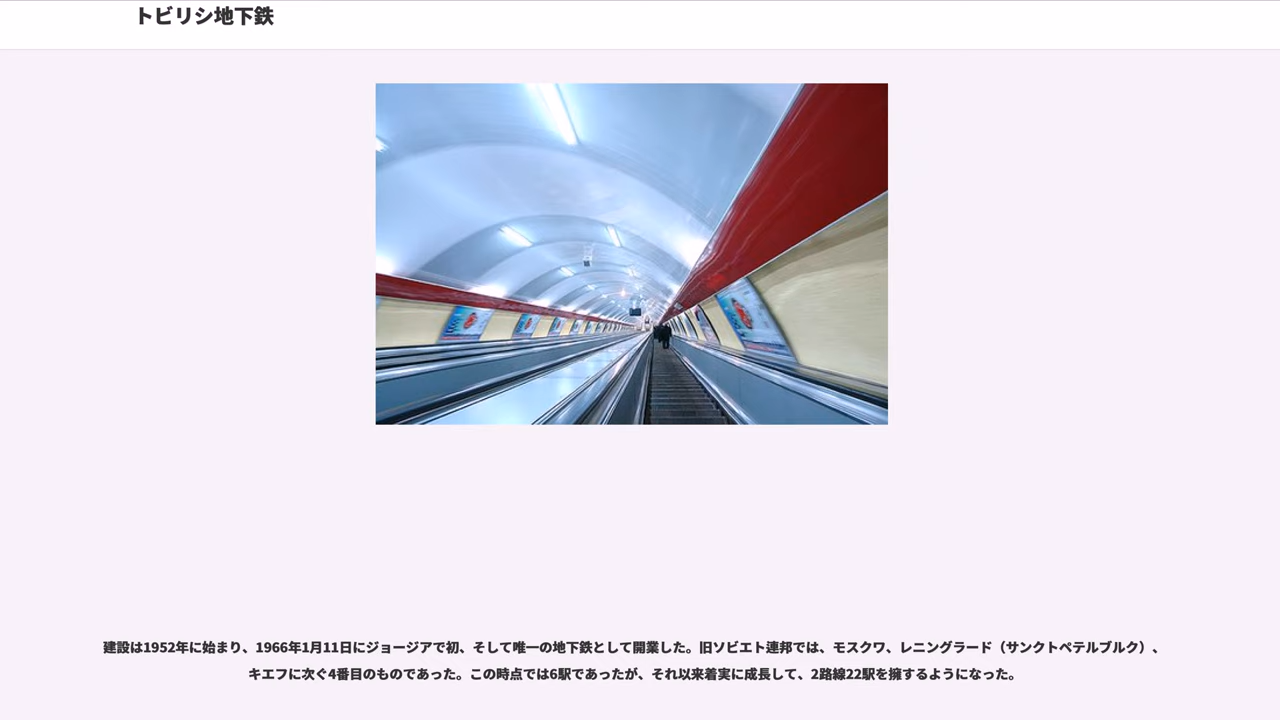 トビリシ地下鉄
建設は1952年に始まり、1966年1月11日にジョージアで初、そして唯一の地下鉄として開業した。旧ソビエト連邦では、モスクワ、レニングラード（サンクトペテルブルク）、
キエフに次ぐ4番目のものであった。この時点では6駅であったが、それ以来着実に成長して、2路線22駅を擁するようになった。